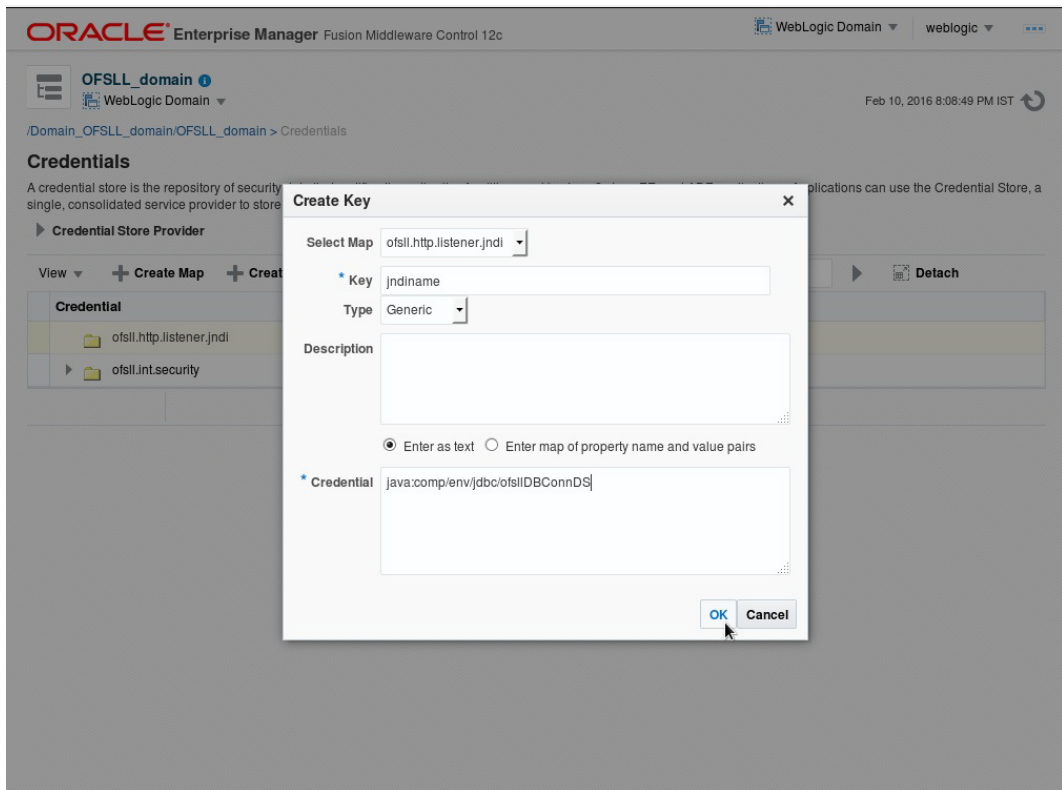 ORACLE® Enterprise Manager Fusion Middleware Control 12c
WebLogic Domain
weblogic
OFSLL_domain
WebLogic Domain
Feb 10, 2016 8:08:49 PM IST
/Domain_OFSLL_domain/OFSLL_domain > Credentials
Credentials
A credential store is the repository of security
plications can use the Credential Store, a
single, consolidated service provider to store
Credential Store Provider
View
Create Map
Creat
Detach
Credential
ofsll.http.listener.jndi
ofsll.int.security
Create Key
Select Map ofsll.http.listener.jndi
* Key jndiname
Type Generic
Description
Enter as text Enter map of property name and value pairs
* Credential java:comp/env/jdbc/ofsllDBConnDS
OK Cancel